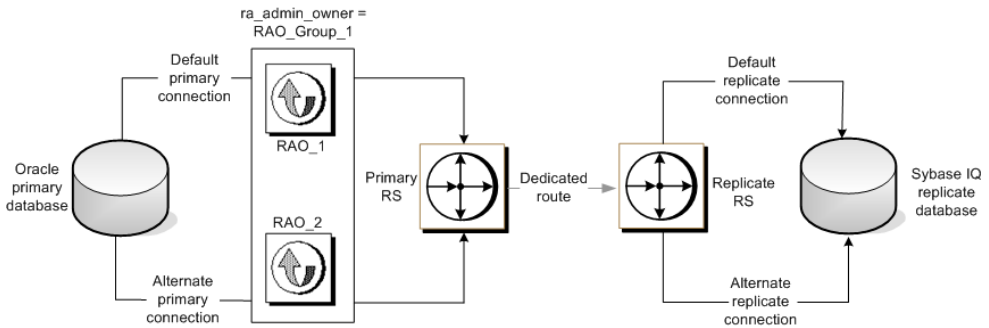 ra_admin_owner =
RAO_Group_1
Default
primary
connection
RAO_1
Oracle
primary
database
RAO_2
Alternate
primary
connection
Primary
RS
Dedicated
route
Default
replicate
connection
Replicate
RS
Sybase IQ
replicate
database
Alternate
replicate
connection